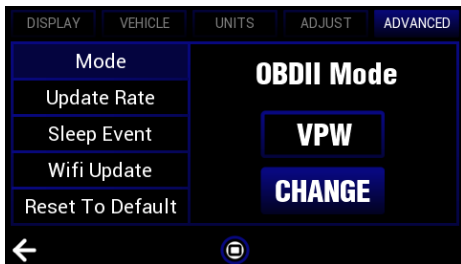 DISPLAY VEHICLE UNITS ADJUST ADVANCED
Mode
Update Rate
Sleep Event
Wifi Update
Reset To Default
OBDII Mode
VPW
CHANGE